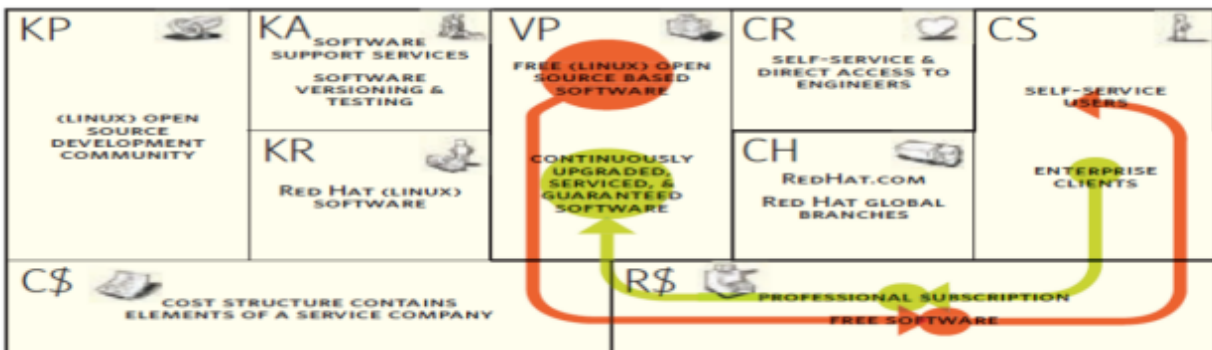 KP
(LINUX) OPEN
SOURCE
DEVELOPMENT
COMMUNITY
KA
SOFTWARE
SUPPORT SERVICES
SOFTWARE
VERSIONING &
TESTING
KR
RED HAT (LINUX)
SOFTWARE
VP
FREE (LINUX) OPEN
SOURCE BASED
SOFTWARE
CONTINUOUSLY
UPGRADED,
SERVICED, &
GUARANTEED
SOFTWARE
CR
SELF-SERVICE &
DIRECT ACCESS TO
ENGINEERS
CH
REDHAT.COM
RED HAT GLOBAL
BRANCHES
CS
SELF-SERVICE
USERS
ENTERPRISE
CLIENTS
C$
COST STRUCTURE CONTAINS
ELEMENTS OF A SERVICE COMPANY
R$
PROFESSIONAL SUBSCRIPTION
FREE SOFTWARE